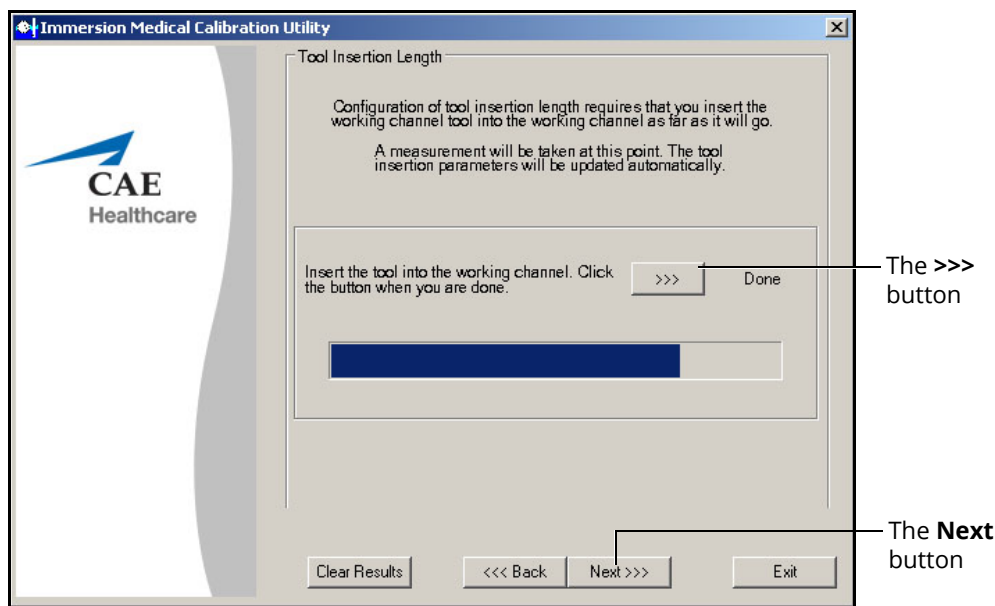 Immersion Medical Calibration Utility
Tool Insertion Length
Configuration of tool insertion length requires that you insert the
working channel tool into the working channel as far as it will go.
A measurement will be taken at this point. The tool
insertion parameters will be updated automatically.
CAE
Healthcare
Insert the tool into the working channel. Click
the button when you are done.
>>>
Done
The >>>
button
The Next
button
Clear Results
<<< Back
Next >>>
Exit